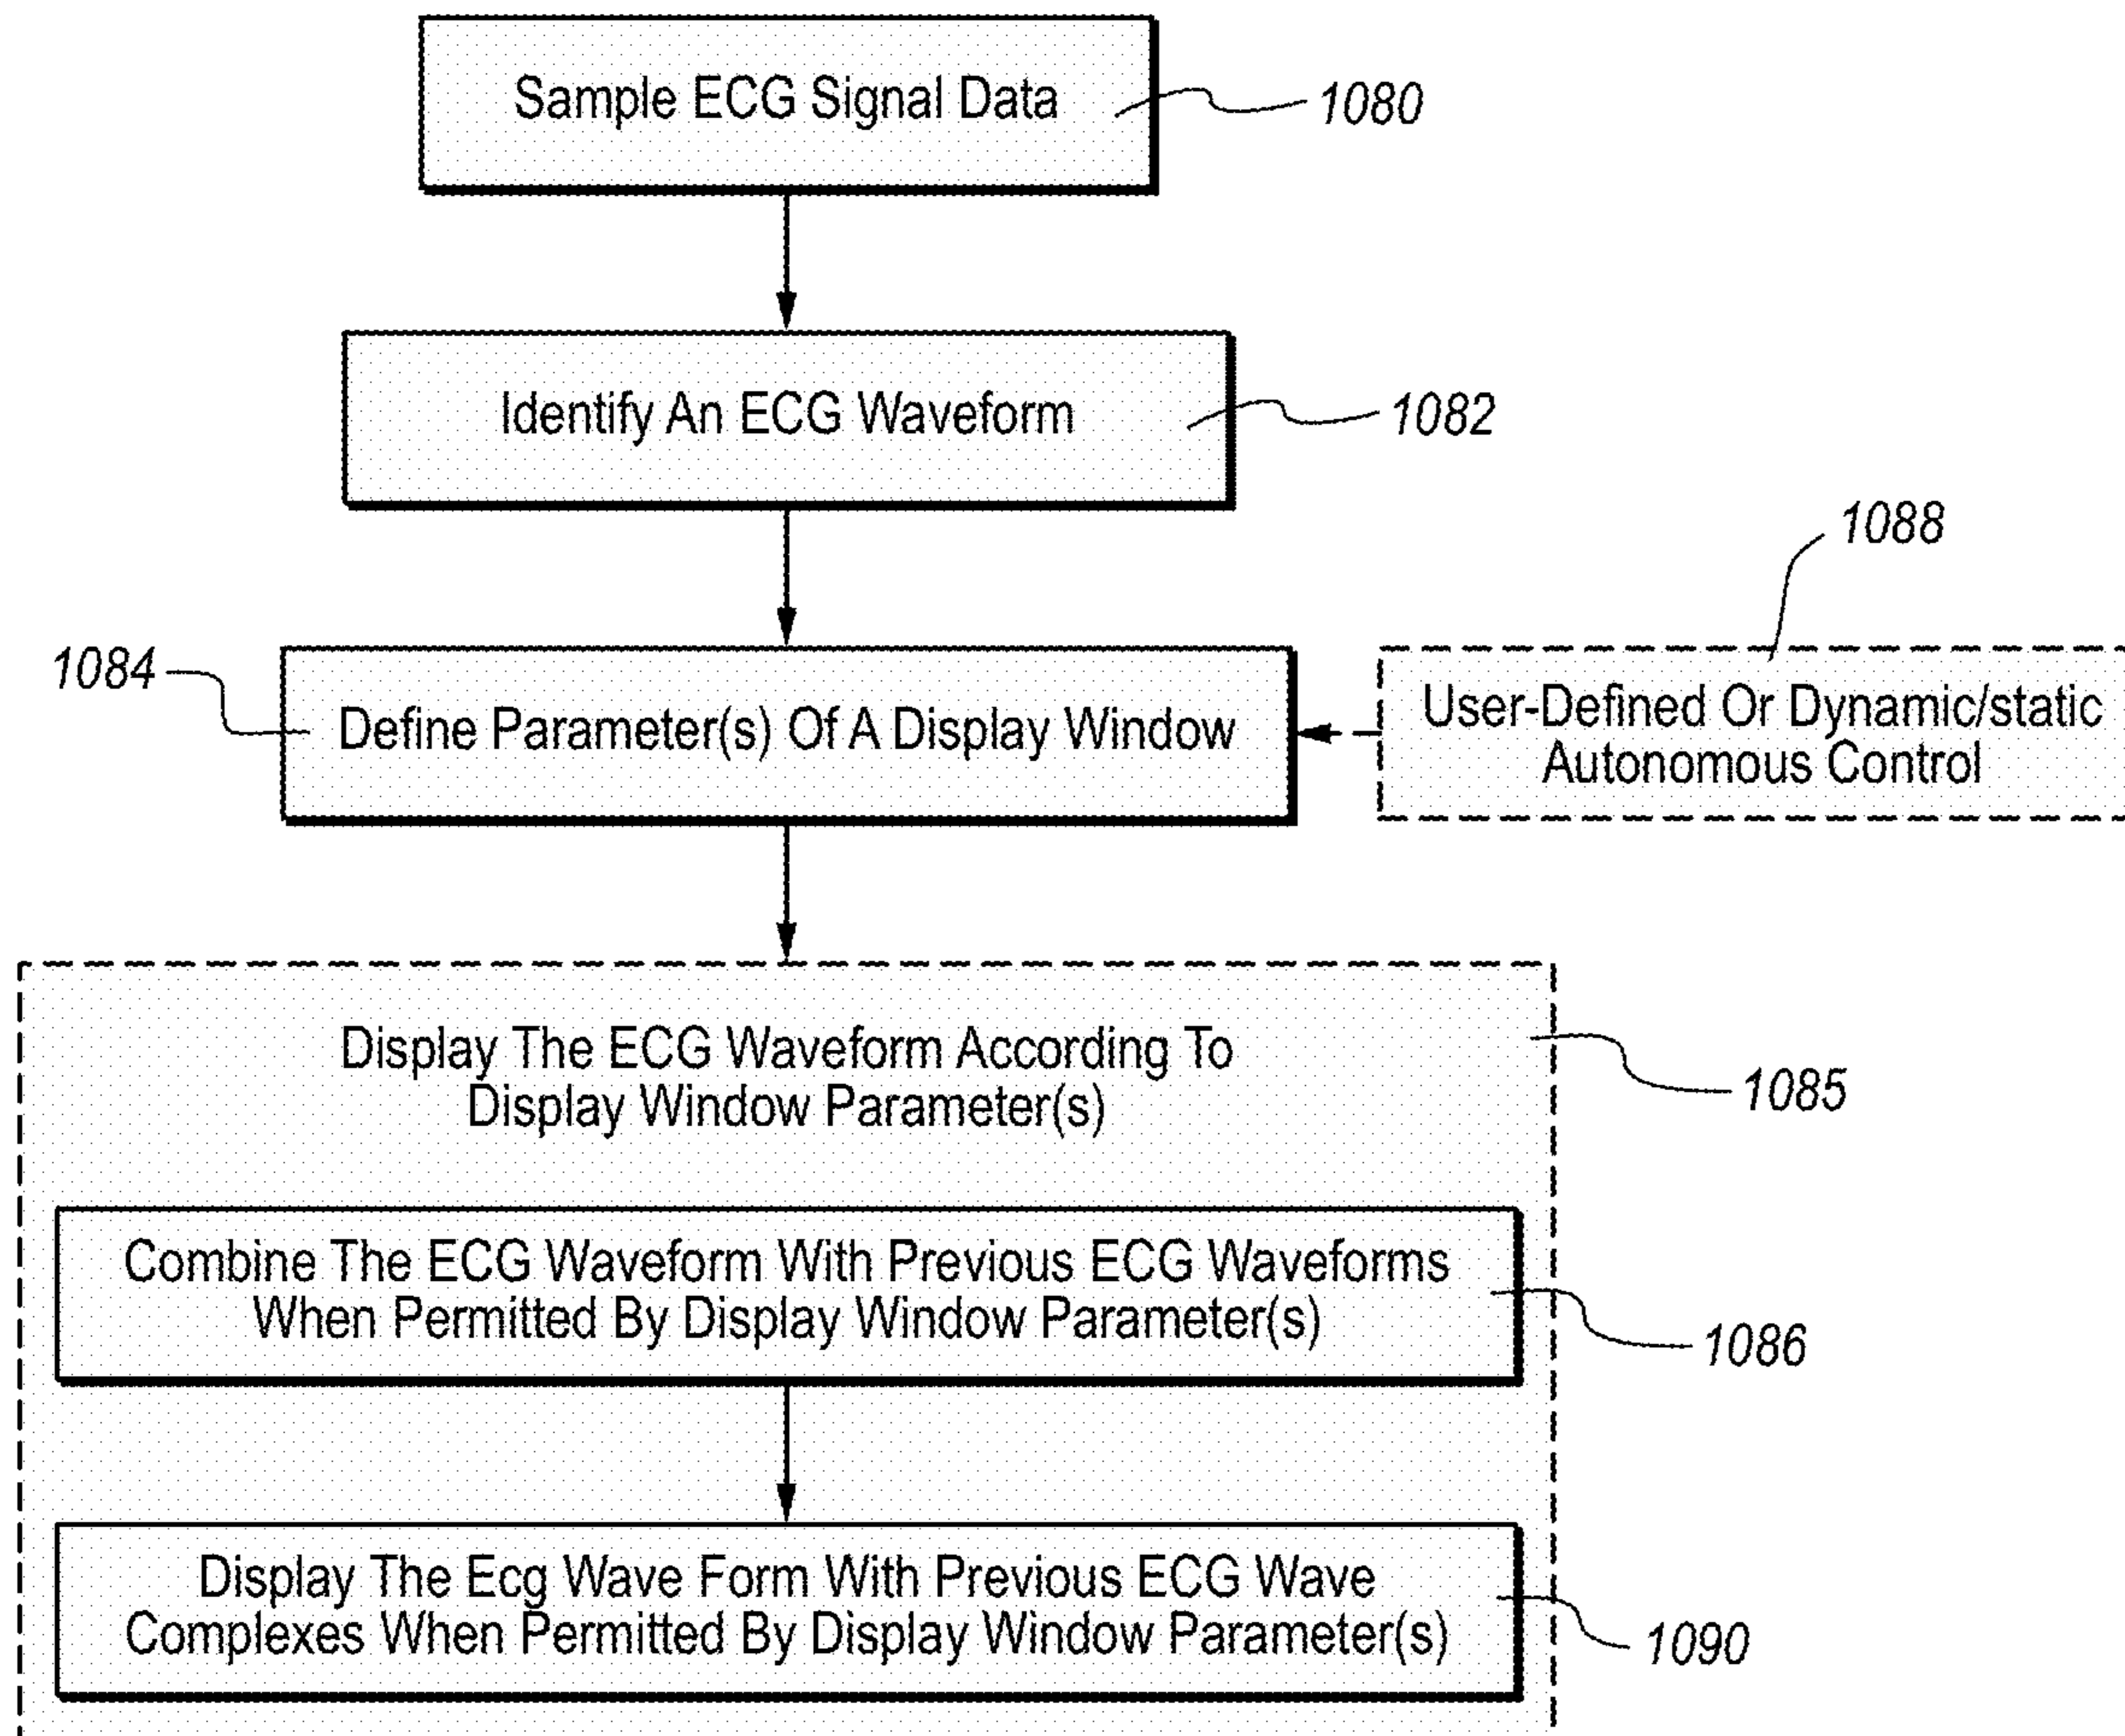 Sample ECG Signal Data
1080
Identify An ECG Waveform
1082
1088
1084
Define Parameter(s) Of A Display Window
User-Defined Or Dynamic/static
Autonomous Control
Display The ECG Waveform According To
Display Window Parameter(s)
1085
Combine The ECG Waveform With Previous ECG Waveforms
When Permitted By Display Window Parameter(s)
1086
Display The Ecg Wave Form With Previous ECG Wave
Complexes When Permitted By Display Window Parameter(s)
1090